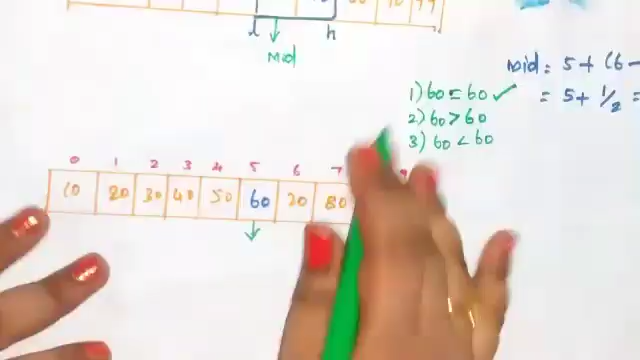 l h
Mid
Mid = 5 + (6 -
= 5 + 1/2 =
1) 60 = 60 ✓
2) 60 > 60
3) 60 < 60
0 1 2 3 4 5 6 7
10 20 30 40 50 60 70 80